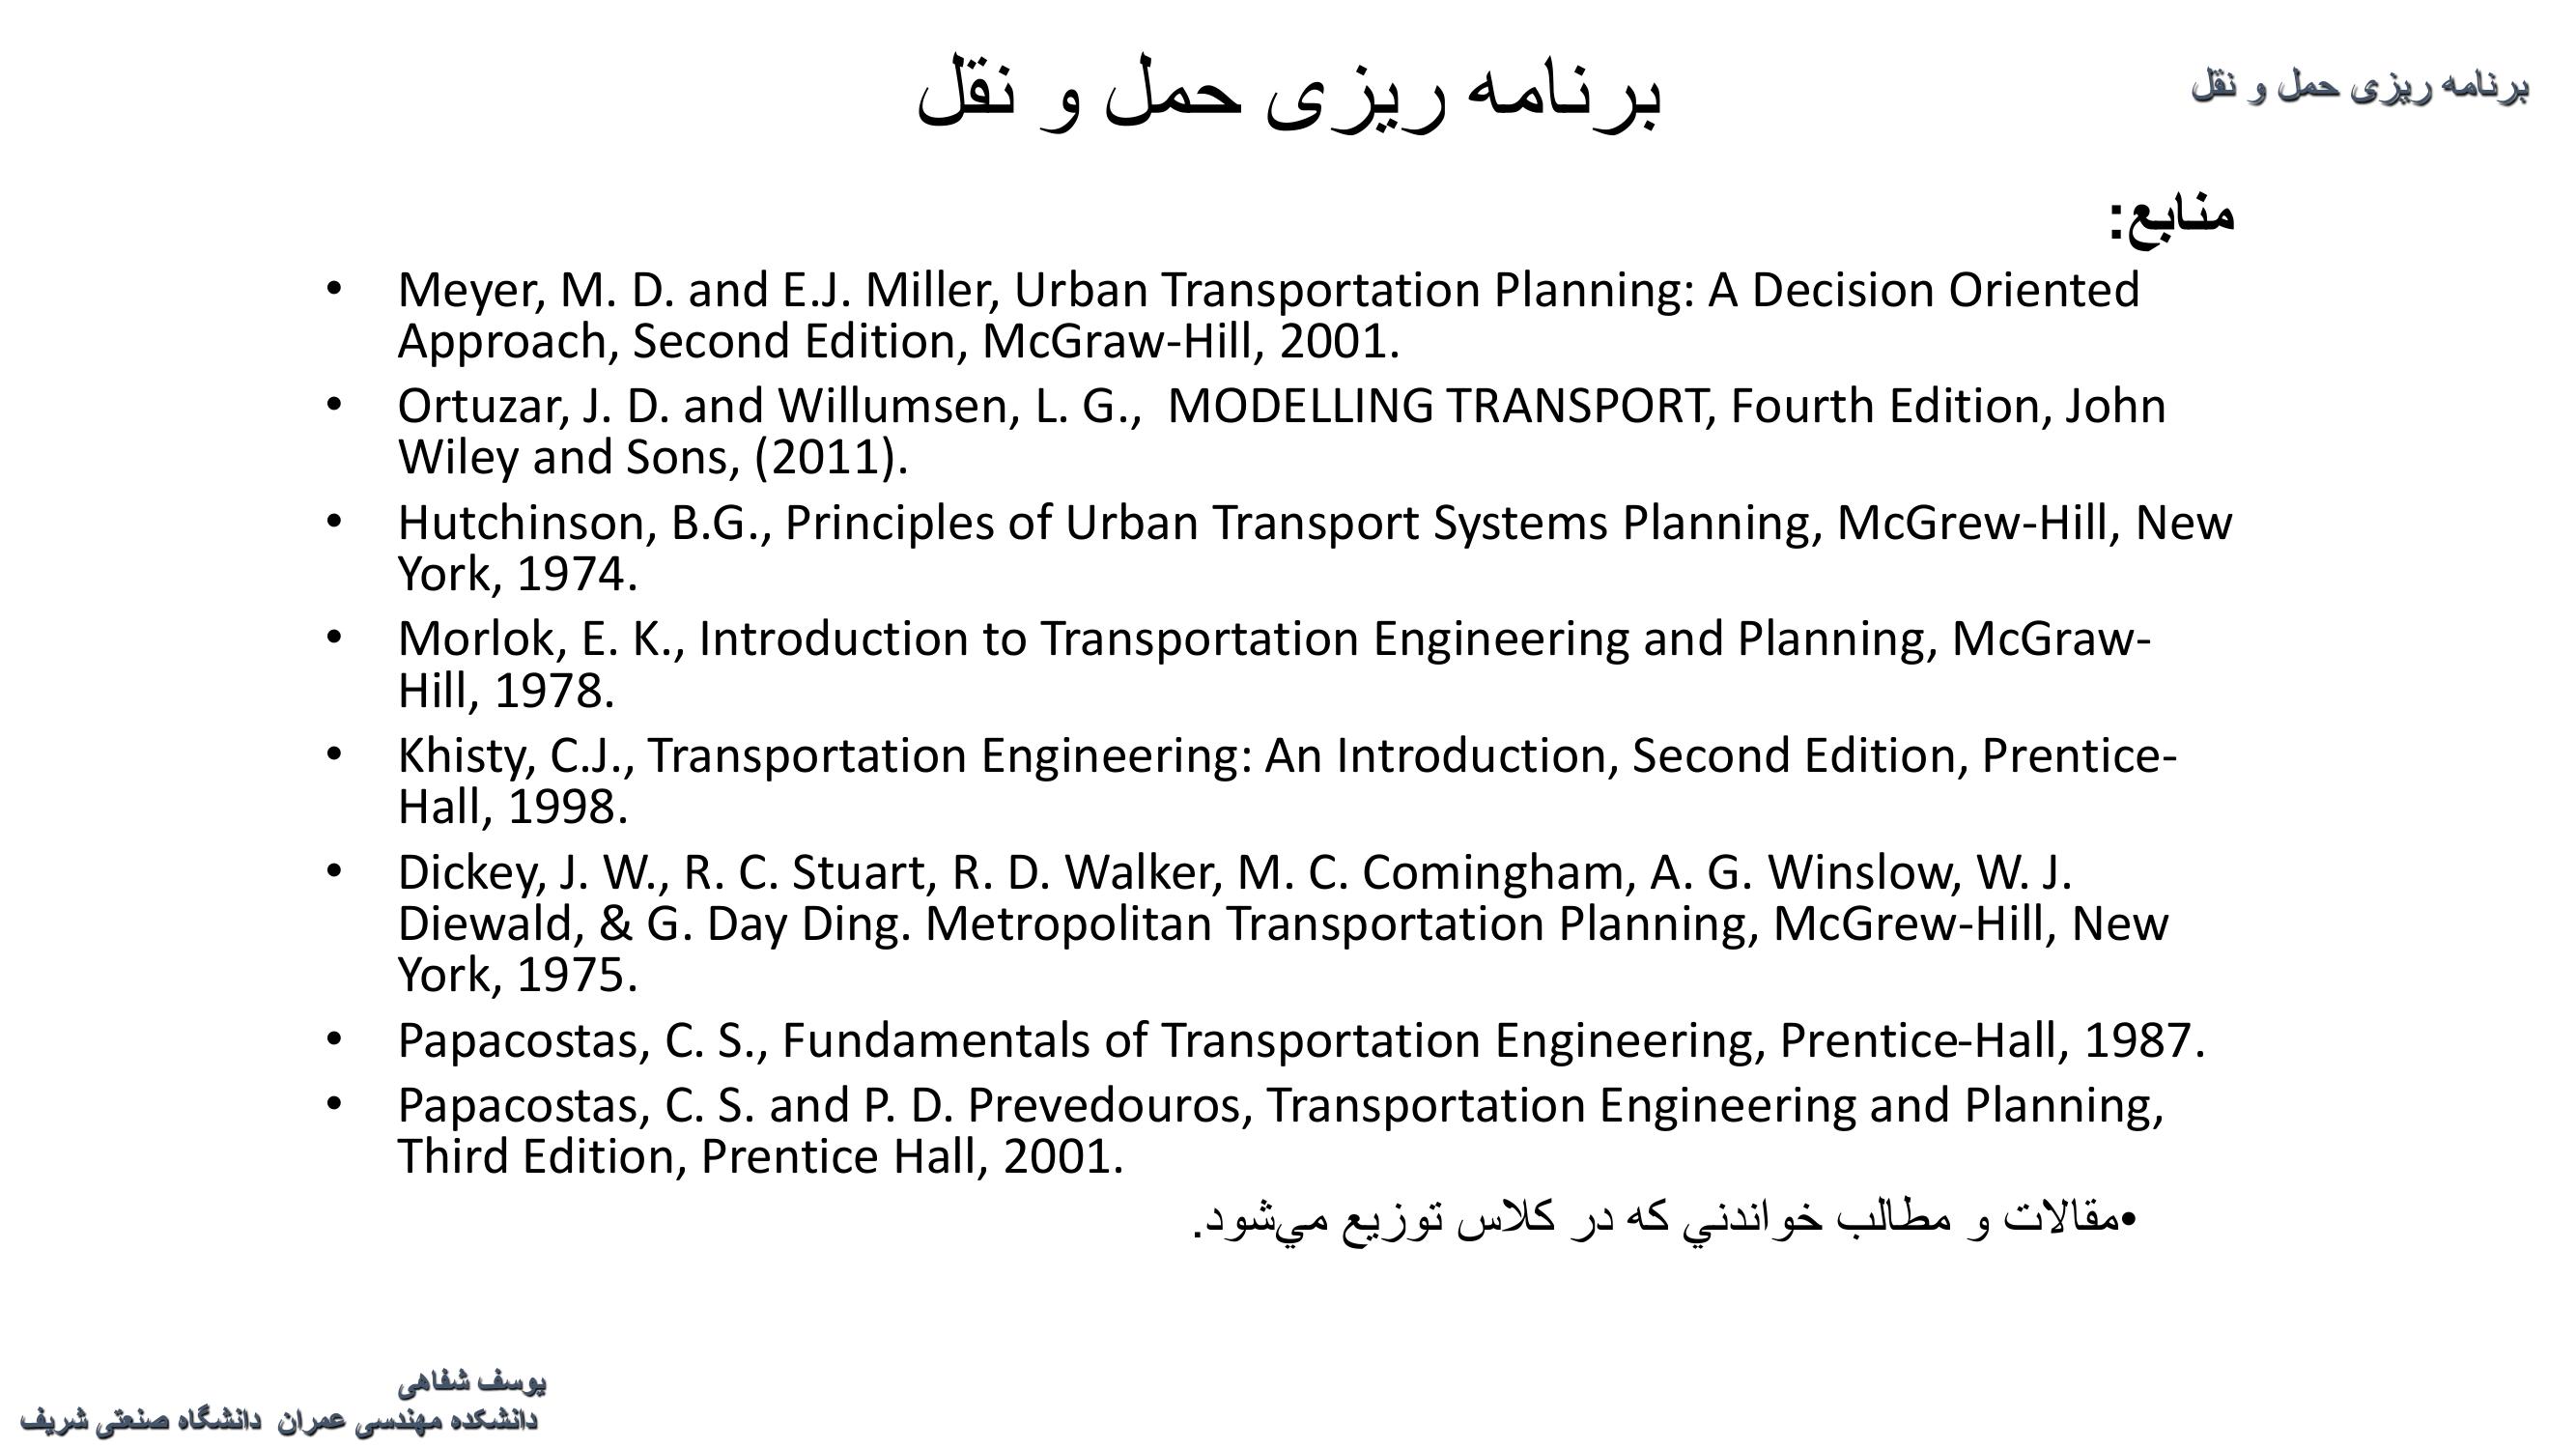 برنامه ریزی حمل و نقل
برنامه ریزی حمل و نقل
منابع:
• Meyer, M. D. and E.J. Miller, Urban Transportation Planning: A Decision Oriented
Approach, Second Edition, McGraw-Hill, 2001.
• Ortuzar, J. D. and Willumsen, L. G.,  MODELLING TRANSPORT, Fourth Edition, John
Wiley and Sons, (2011).
• Hutchinson, B.G., Principles of Urban Transport Systems Planning, McGrew-Hill, New
York, 1974.
• Morlok, E. K., Introduction to Transportation Engineering and Planning, McGraw-
Hill, 1978.
• Khisty, C.J., Transportation Engineering: An Introduction, Second Edition, Prentice-
Hall, 1998.
• Dickey, J. W., R. C. Stuart, R. D. Walker, M. C. Comingham, A. G. Winslow, W. J.
Diewald, & G. Day Ding. Metropolitan Transportation Planning, McGrew-Hill, New
York, 1975.
• Papacostas, C. S., Fundamentals of Transportation Engineering, Prentice-Hall, 1987.
• Papacostas, C. S. and P. D. Prevedouros, Transportation Engineering and Planning,
Third Edition, Prentice Hall, 2001.
•مقالات و مطالب خواندني که در کلاس توزيع مي‌شود.
یوسف شفاهی
دانشکده مهندسی عمران  دانشگاه صنعتی شریف